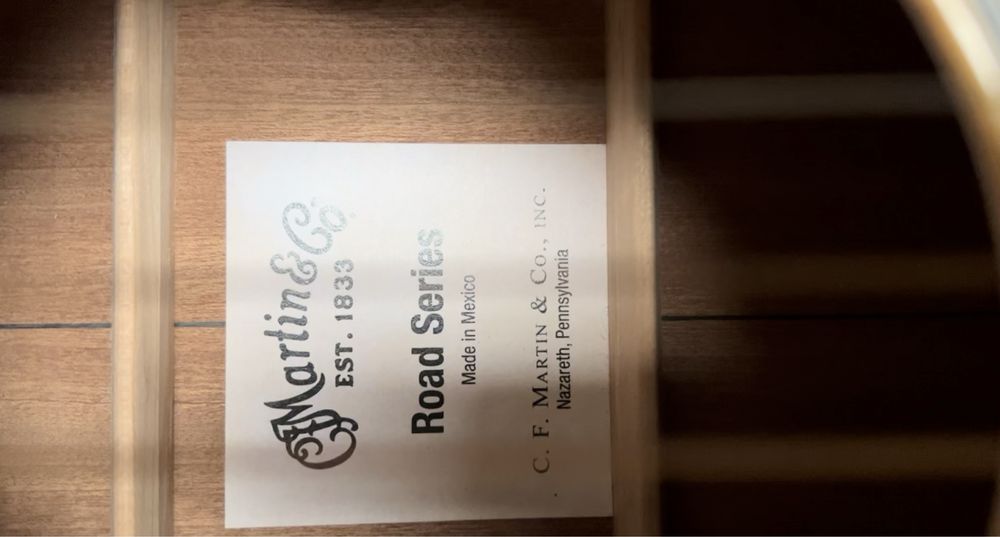 Martin & Co.
EST. 1833
Road Series
Made in Mexico
C. F. MARTIN & CO., INC.
Nazareth, Pennsylvania